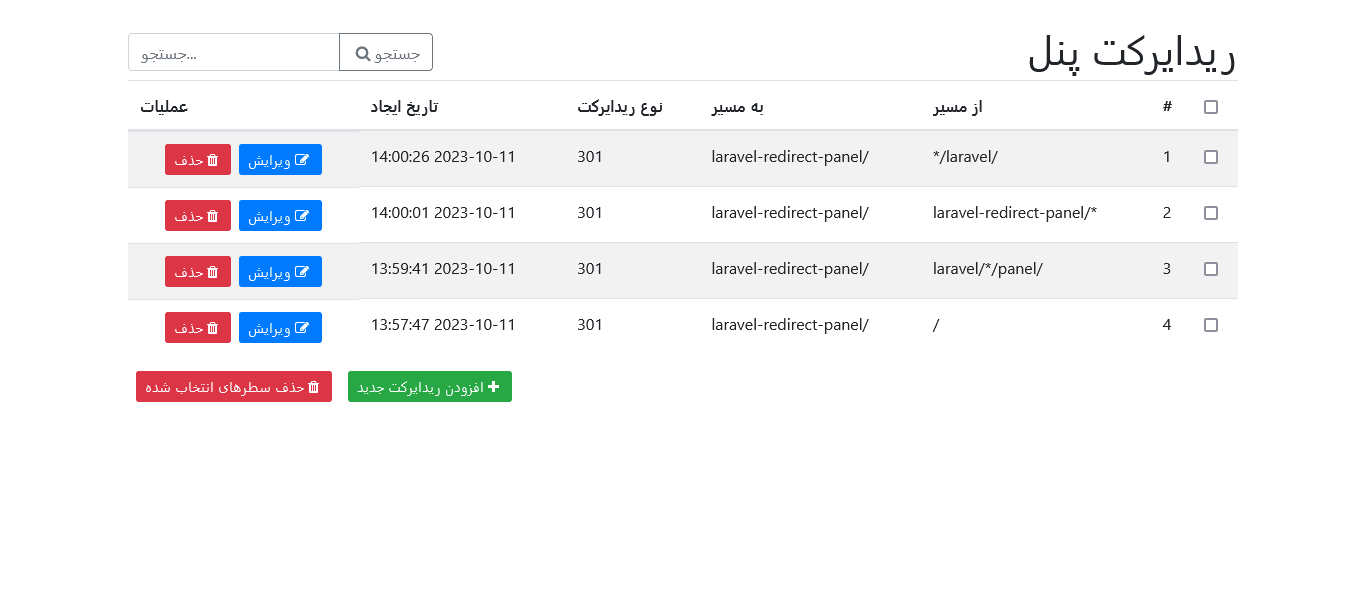 ریدایرکت پنل
جستجو
جستجو...
# از مسیر به مسیر نوع ریدایرکت تاریخ ایجاد عملیات
1 */laravel/ laravel-redirect-panel/ 301 14:00:26 2023-10-11 ویرایش حذف
2 laravel-redirect-panel/* laravel-redirect-panel/ 301 14:00:01 2023-10-11 ویرایش حذف
3 laravel/*/panel/ laravel-redirect-panel/ 301 13:59:41 2023-10-11 ویرایش حذف
4 / laravel-redirect-panel/ 301 13:57:47 2023-10-11 ویرایش حذف
افزودن ریدایرکت جدید
حذف سطرهای انتخاب شده